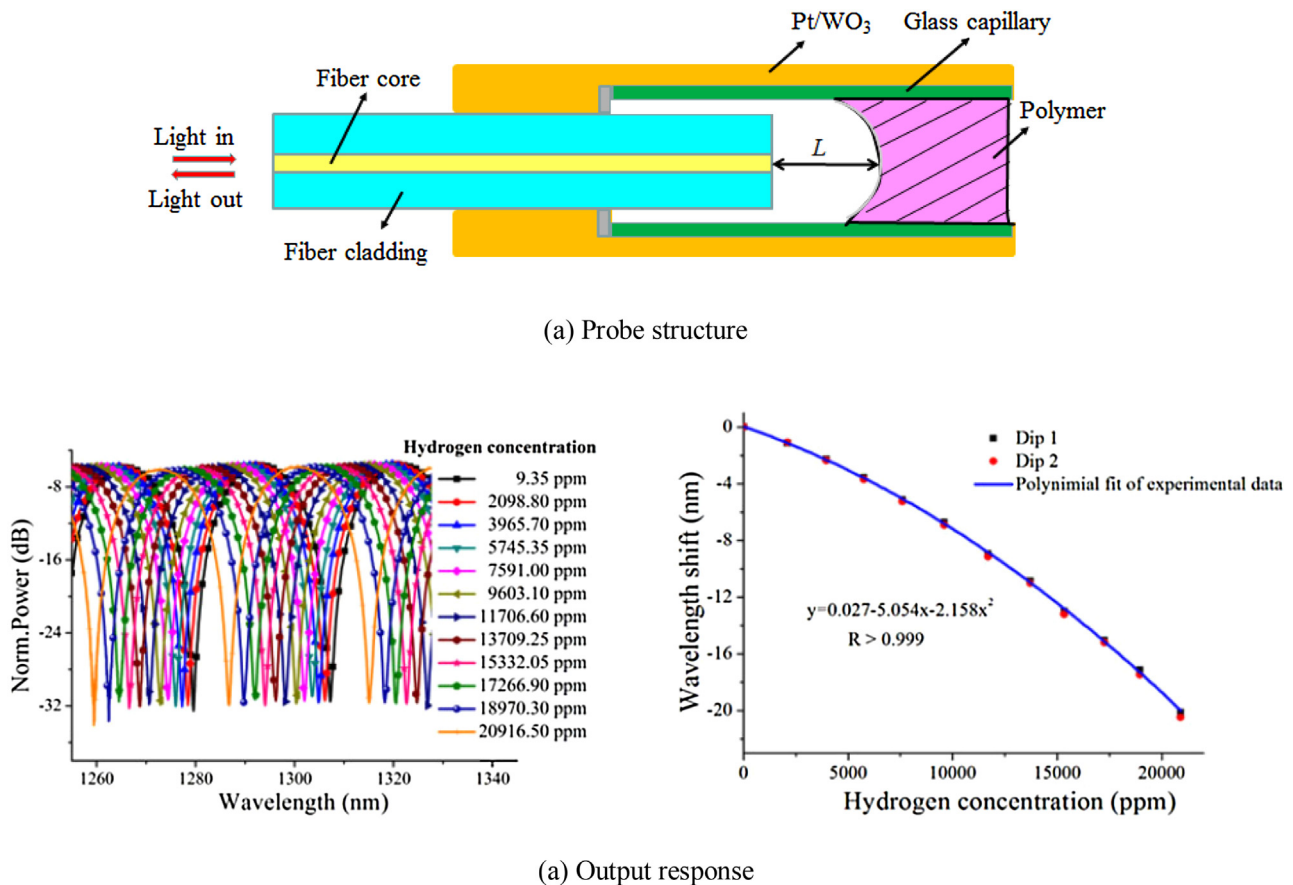 Pt/WO3
Glass capillary
Fiber core
Polymer
Light in
L
Light out
Fiber cladding
(a) Probe structure
Hydrogen concentration
9.35 ppm
2098.80 ppm
3965.70 ppm
5745.35 ppm
7591.00 ppm
9603.10 ppm
11706.60 ppm
13709.25 ppm
15332.05 ppm
17266.90 ppm
18970.30 ppm
20916.50 ppm
Norm.Power (dB)
-8
-16
-24
-32
1260 1280 1300 1320 1340
Wavelength (nm)
Dip 1
Dip 2
Polynimial fit of experimental data
y=0.027-5.054x-2.158x²
R > 0.999
Wavelength shift (nm)
0
-4
-8
-12
-16
-20
0 5000 10000 15000 20000
Hydrogen concentration (ppm)
(a) Output response